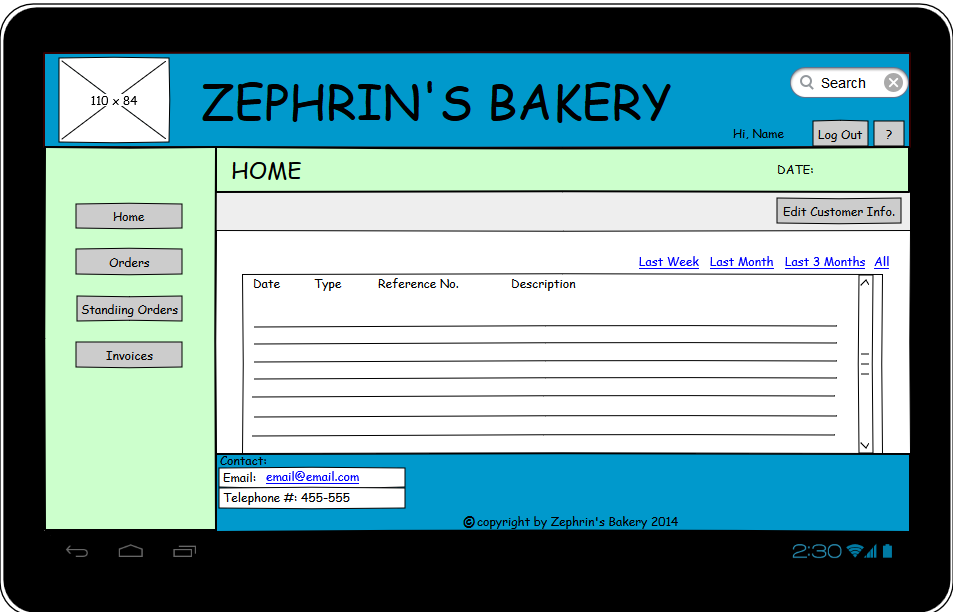 110 x 84
ZEPHRIN'S BAKERY
Search
Hi, Name
Log Out
?
HOME
DATE:
Home
Orders
Standiing Orders
Invoices
Edit Customer Info.
Last Week Last Month Last 3 Months All
Date Type Reference No. Description
Contact:
Email: email@email.com
Telephone #: 455-555
© copyright by Zephrin's Bakery 2014
2:30